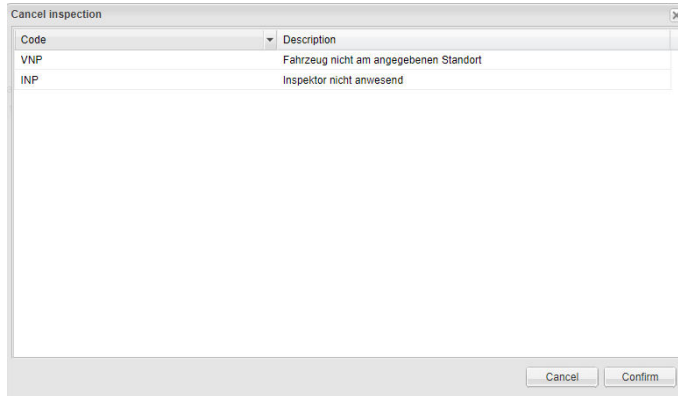 Cancel inspection
Code Description
VNP Fahrzeug nicht am angegebenen Standort
INP Inspektor nicht anwesend
Cancel Confirm